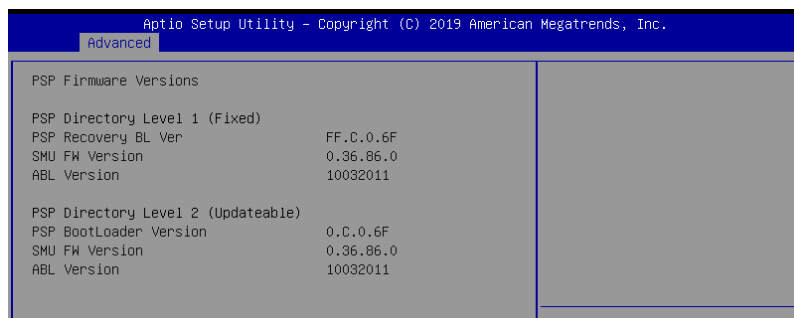 Aptio Setup Utility – Copyright (C) 2019 American Megatrends, Inc.
Advanced
PSP Firmware Versions
PSP Directory Level 1 (Fixed)
PSP Recovery BL Ver FF.C.0.6F
SMU FW Version 0.36.86.0
ABL Version 10032011
PSP Directory Level 2 (Updateable)
PSP BootLoader Version 0.C.0.6F
SMU FW Version 0.36.86.0
ABL Version 10032011